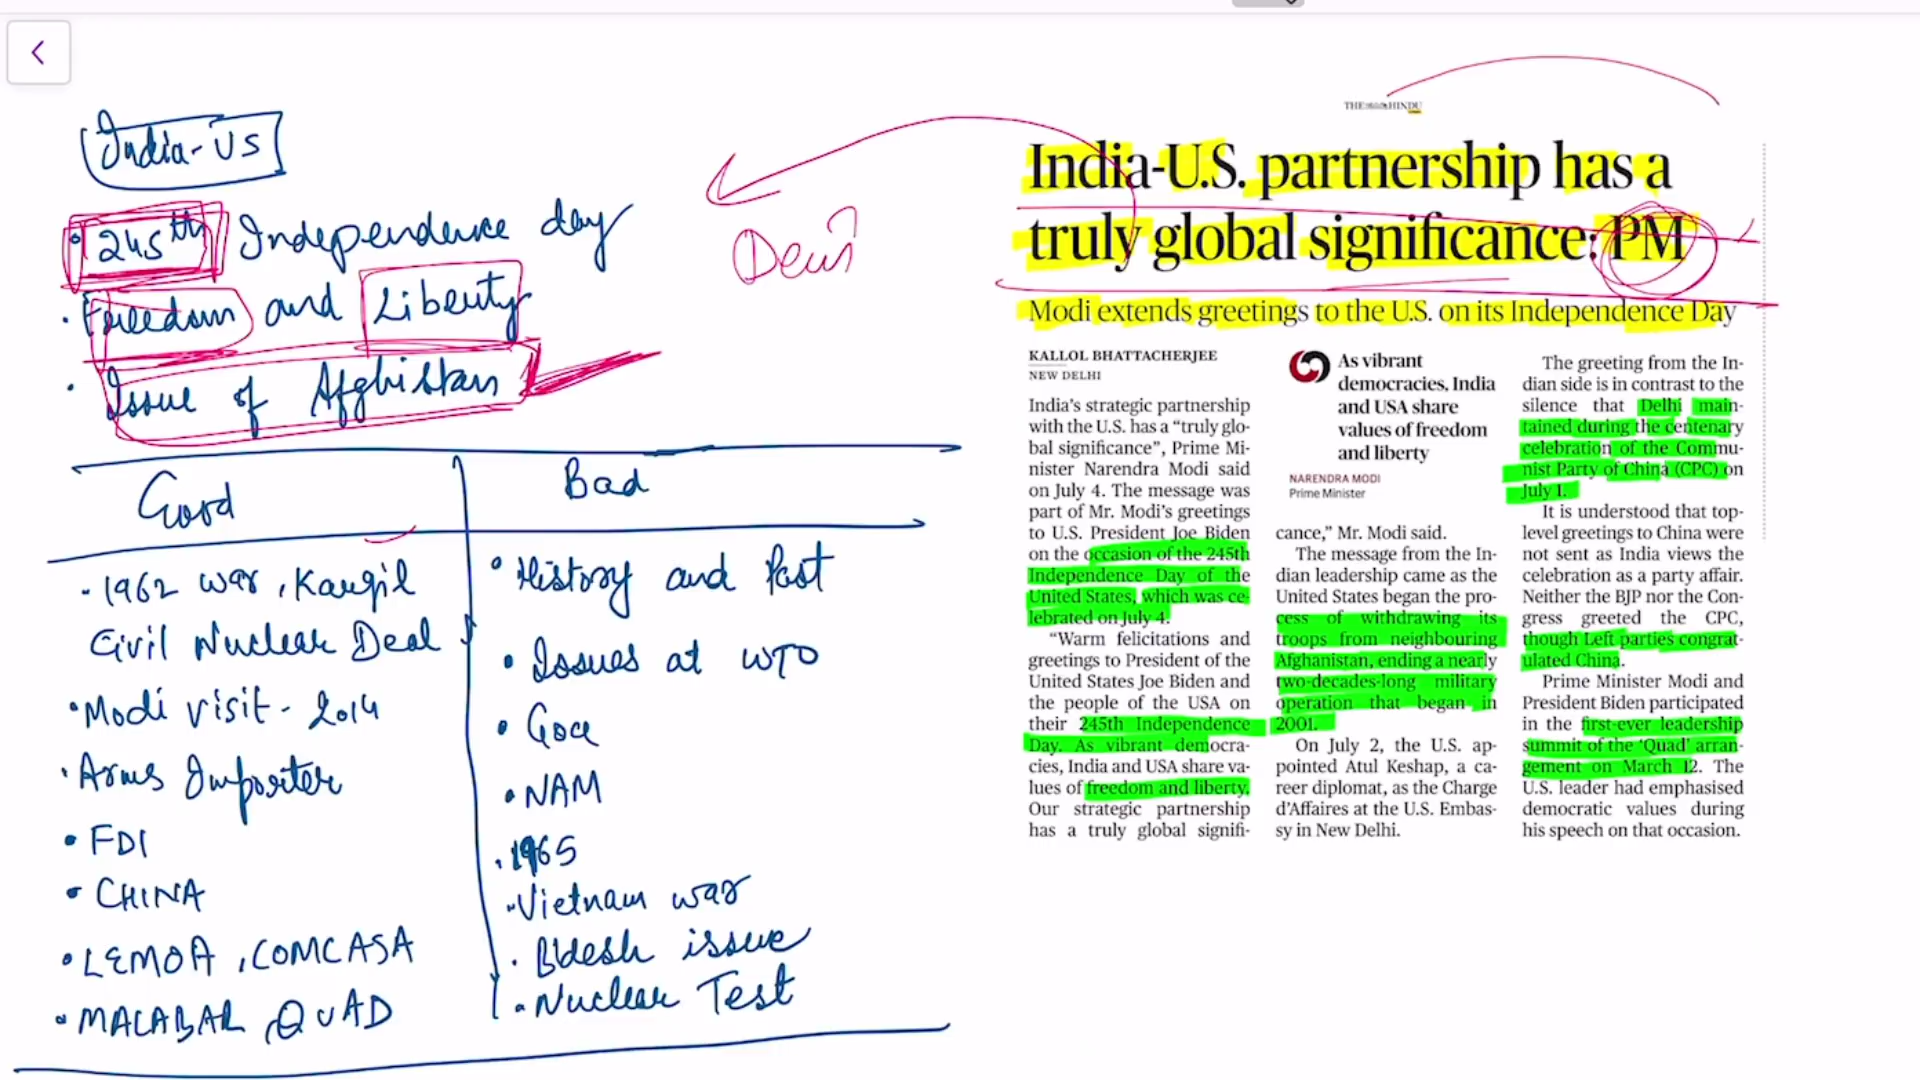 India-US
• 245th Independence day
• Freedom and Liberty
• Issue of Afghistan
Good
Bad
• 1962 war, Kargil
Civil Nuclear Deal
• Modi visit - 2014
• Arms Importer
• FDI
• CHINA
• LEMOA, COMCASA
• MALABAR, QUAD
• History and Past
• Issues at WTO
• Goa
• NAM
• 1965
• Vietnam war
• B'desh issue
• Nuclear Test
THE HINDU
India-U.S. partnership has a
truly global significance: PM
Modi extends greetings to the U.S. on its Independence Day
KALLOL BHATTACHERJEE
NEW DELHI
India's strategic partnership
with the U.S. has a “truly glo-
bal significance”, Prime Mi-
nister Narendra Modi said
on July 4. The message was
part of Mr. Modi's greetings
to U.S. President Joe Biden
on the occasion of the 245th
Independence Day of the
United States, which was ce-
lebrated on July 4.
“Warm felicitations and
greetings to President of the
United States Joe Biden and
the people of the USA on
their 245th Independence
Day. As vibrant democra-
cies, India and USA share va-
lues of freedom and liberty.
Our strategic partnership
has a truly global signifi-
As vibrant
democracies, India
and USA share
values of freedom
and liberty
NARENDRA MODI
Prime Minister
cance,” Mr. Modi said.
The message from the In-
dian leadership came as the
United States began the pro-
cess of withdrawing its
troops from neighbouring
Afghanistan, ending a nearly
two-decades-long military
operation that began in
2001.
On July 2, the U.S. ap-
pointed Atul Keshap, a ca-
reer diplomat, as the Charge
d'Affaires at the U.S. Embas-
sy in New Delhi.
The greeting from the In-
dian side is in contrast to the
silence that Delhi main-
tained during the centenary
celebration of the Commu-
nist Party of China (CPC) on
July 1.
It is understood that top-
level greetings to China were
not sent as India views the
celebration as a party affair.
Neither the BJP nor the Con-
gress greeted the CPC,
though Left parties congrat-
ulated China.
Prime Minister Modi and
President Biden participated
in the first-ever leadership
summit of the ‘Quad’ arran-
gement on March 12. The
U.S. leader had emphasised
democratic values during
his speech on that occasion.